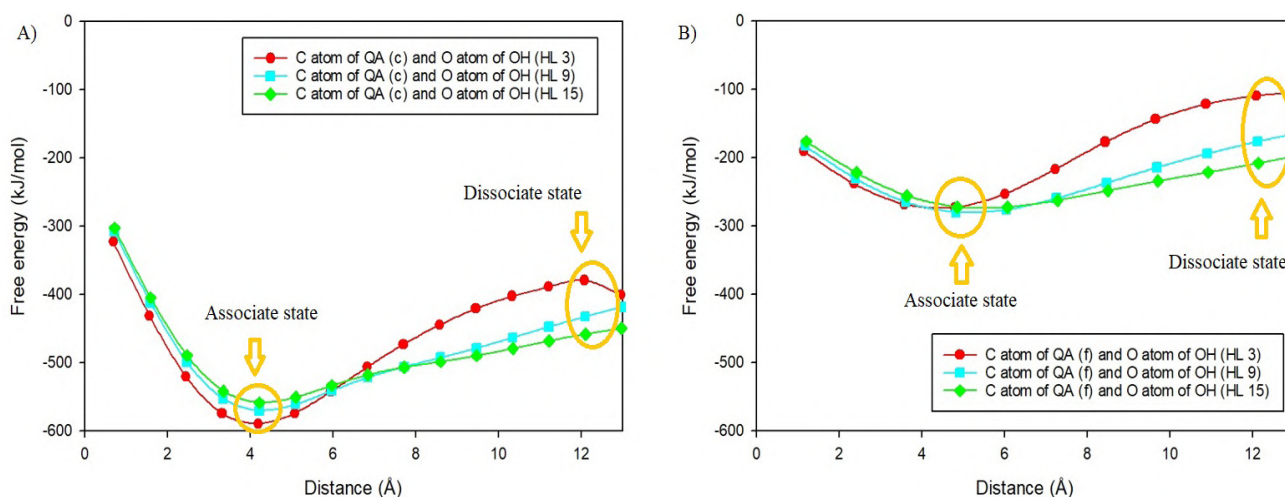 A)
C atom of QA (c) and O atom of OH (HL 3)
C atom of QA (c) and O atom of OH (HL 9)
C atom of QA (c) and O atom of OH (HL 15)
Dissociate state
Associate state
Free energy (kJ/mol)
0
-100
-200
-300
-400
-500
-600
0 2 4 6 8 10 12
Distance (Å)
B)
Associate state
Dissociate state
C atom of QA (f) and O atom of OH (HL 3)
C atom of QA (f) and O atom of OH (HL 9)
C atom of QA (f) and O atom of OH (HL 15)
Free energy (kJ/mol)
0
-100
-200
-300
-400
-500
-600
0 2 4 6 8 10 12
Distance (Å)